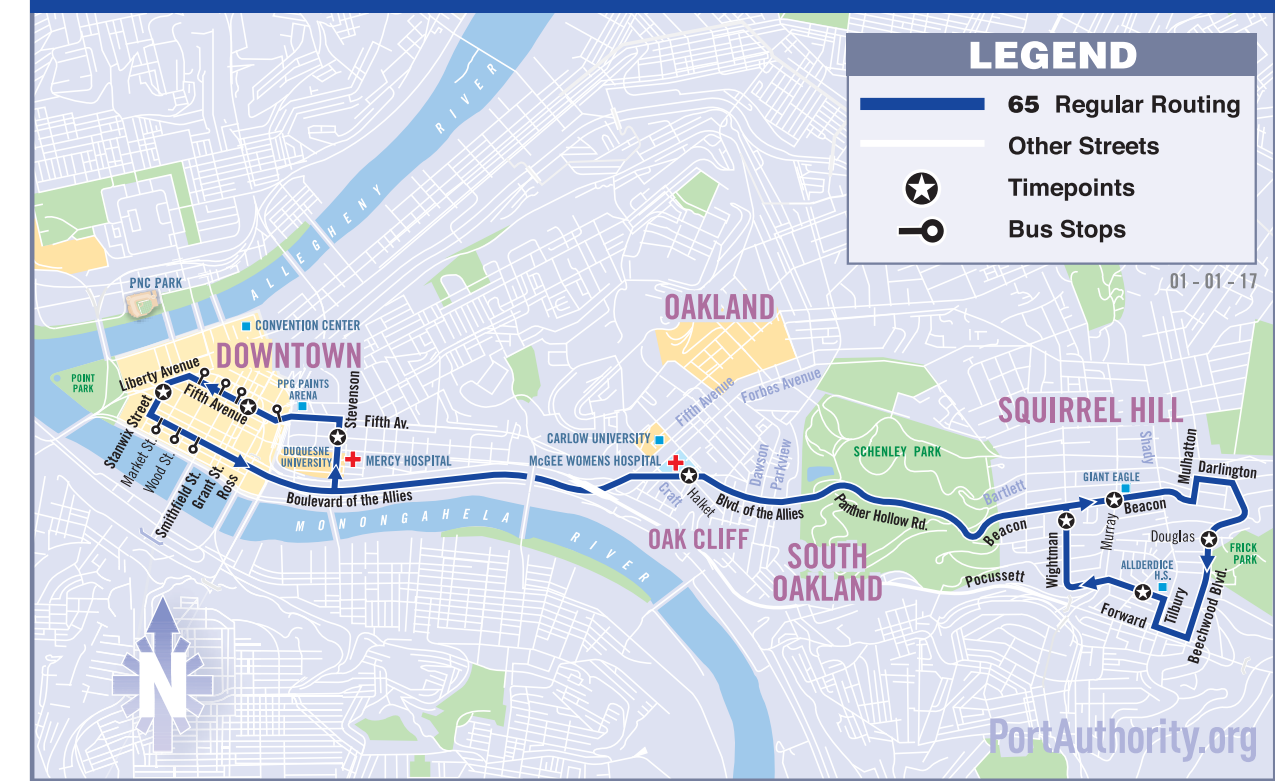 LEGEND
65 Regular Routing
Other Streets
Timepoints
Bus Stops
01 - 01 - 17
ALLEGHENY RIVER
PNC PARK
CONVENTION CENTER
DOWNTOWN
OAKLAND
POINT
PARK
Liberty Avenue
Fifth Avenue
PPG PAINTS
ARENA
Stevenson
Fifth Av.
Stanwix Street
Market St.
Wood St.
Smithfield St.
Grant St.
Ross
DUQUESNE
UNIVERSITY
MERCY HOSPITAL
Boulevard of the Allies
MONONGAHELA RIVER
Fifth Avenue
Forbes Avenue
CARLOW UNIVERSITY
McGEE WOMENS HOSPITAL
Craft
Halket
Dawson
Parkview
Blvd. of the Allies
OAK CLIFF
SOUTH
OAKLAND
SCHENLEY PARK
Panther Hollow Rd.
SQUIRREL HILL
Bartlett
Beacon
Pocussett
Wightman
Murray
GIANT EAGLE
Beacon
Shady
Mulhatton
Darlington
Douglas
FRICK
PARK
ALLDERDICE
H.S.
Forward
Tilbury
Beechwood Blvd.
N
PortAuthority.org